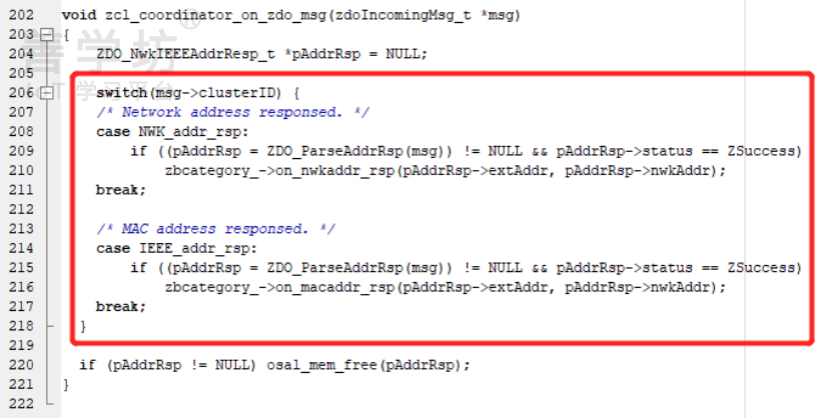 202 void zcl_coordinator_on_zdo_msg(zdoIncomingMsg_t *msg)
203 {
204 ZDO_NwkIEEEAddrResp_t *pAddrRsp = NULL;
205
206 switch(msg->clusterID) {
207 /* Network address responsed. */
208 case NWK_addr_rsp:
209 if ((pAddrRsp = ZDO_ParseAddrRsp(msg)) != NULL && pAddrRsp->status == ZSuccess)
210 zbcategory_->on_nwkaddr_rsp(pAddrRsp->extAddr, pAddrRsp->nwkAddr);
211 break;
212
213 /* MAC address responsed. */
214 case IEEE_addr_rsp:
215 if ((pAddrRsp = ZDO_ParseAddrRsp(msg)) != NULL && pAddrRsp->status == ZSuccess)
216 zbcategory_->on_macaddr_rsp(pAddrRsp->extAddr, pAddrRsp->nwkAddr);
217 break;
218 }
219
220 if (pAddrRsp != NULL) osal_mem_free(pAddrRsp);
221 }
222
善学坊®